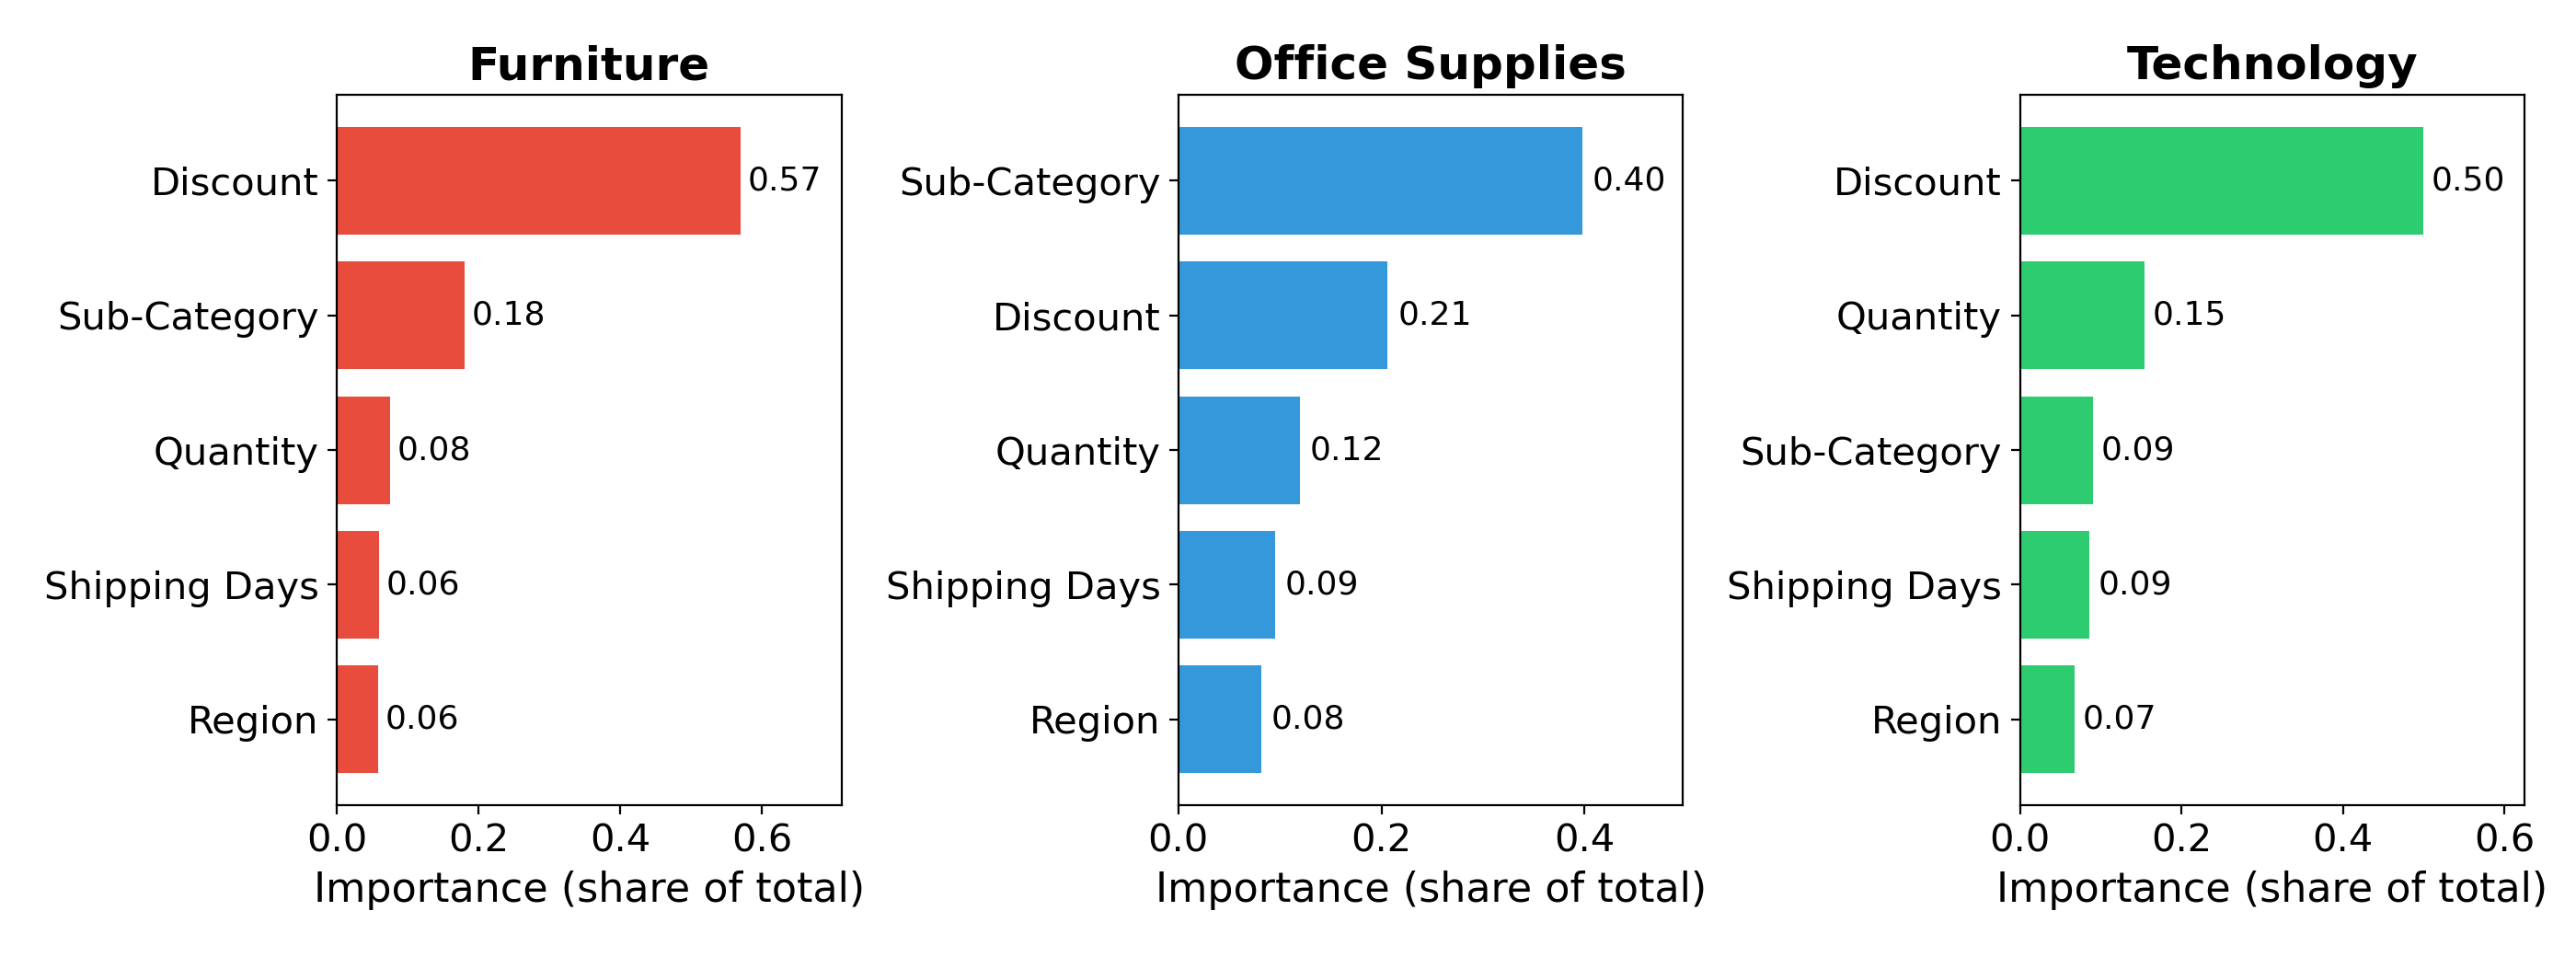 Furniture
Discount
0.57
Sub-Category
0.18
Quantity
0.08
Shipping Days
0.06
Region
0.06
0.0 0.2 0.4 0.6
Importance (share of total)
Office Supplies
Sub-Category
0.40
Discount
0.21
Quantity
0.12
Shipping Days
0.09
Region
0.08
0.0 0.2 0.4
Importance (share of total)
Technology
Discount
0.50
Quantity
0.15
Sub-Category
0.09
Shipping Days
0.09
Region
0.07
0.0 0.2 0.4 0.6
Importance (share of total)